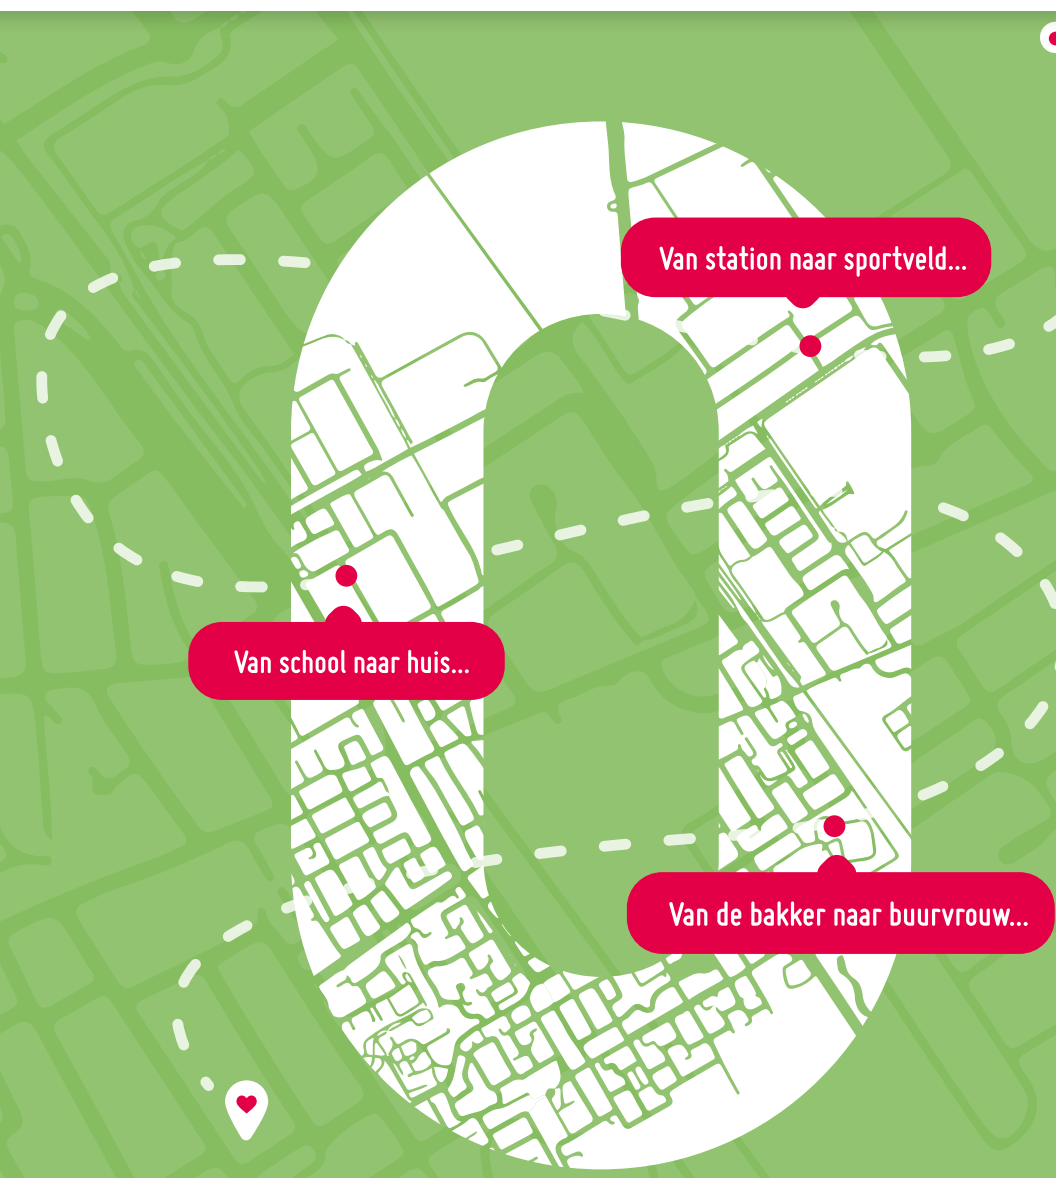 Van station naar sportveld...
Van school naar huis...
Van de bakker naar buurvrouw...